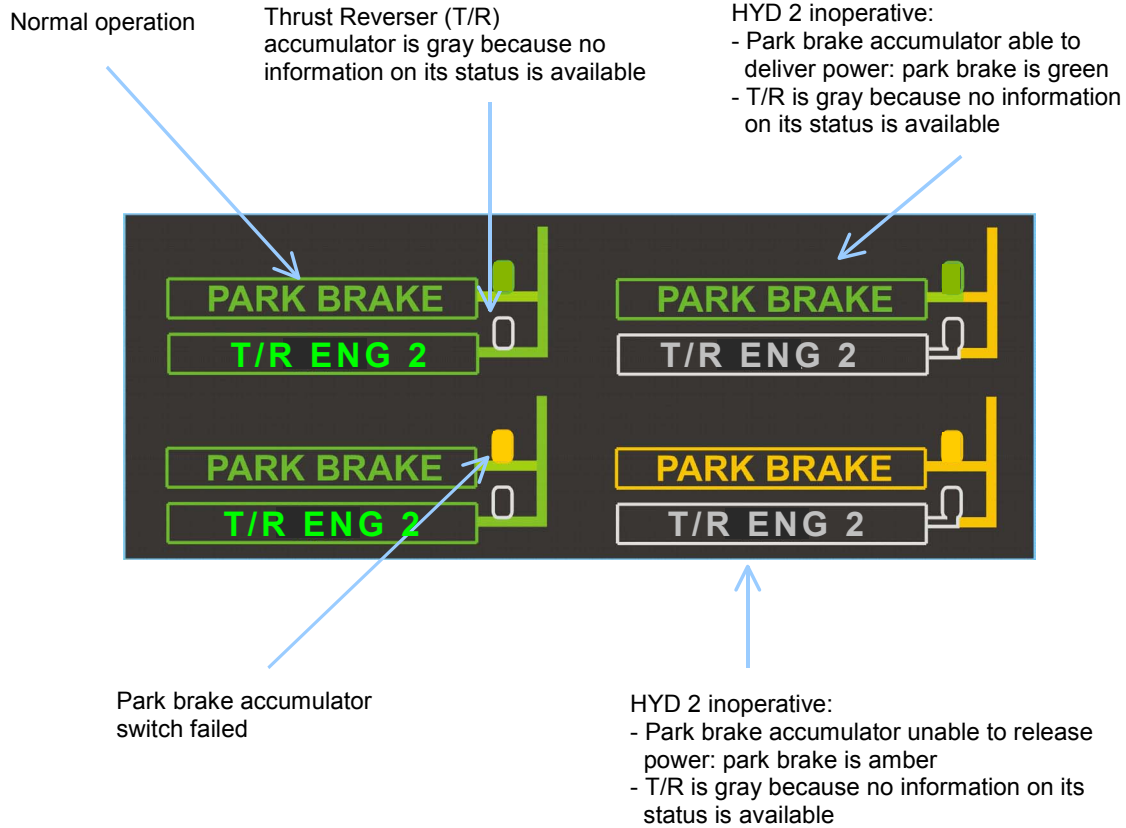 Normal operation
Thrust Reverser (T/R)
accumulator is gray because no
information on its status is available
HYD 2 inoperative:
- Park brake accumulator able to
deliver power: park brake is green
- T/R is gray because no information
on its status is available
PARK BRAKE
T/R ENG 2
PARK BRAKE
T/R ENG 2
PARK BRAKE
T/R ENG 2
PARK BRAKE
T/R ENG 2
Park brake accumulator
switch failed
HYD 2 inoperative:
- Park brake accumulator unable to release
power: park brake is amber
- T/R is gray because no information on its
status is available